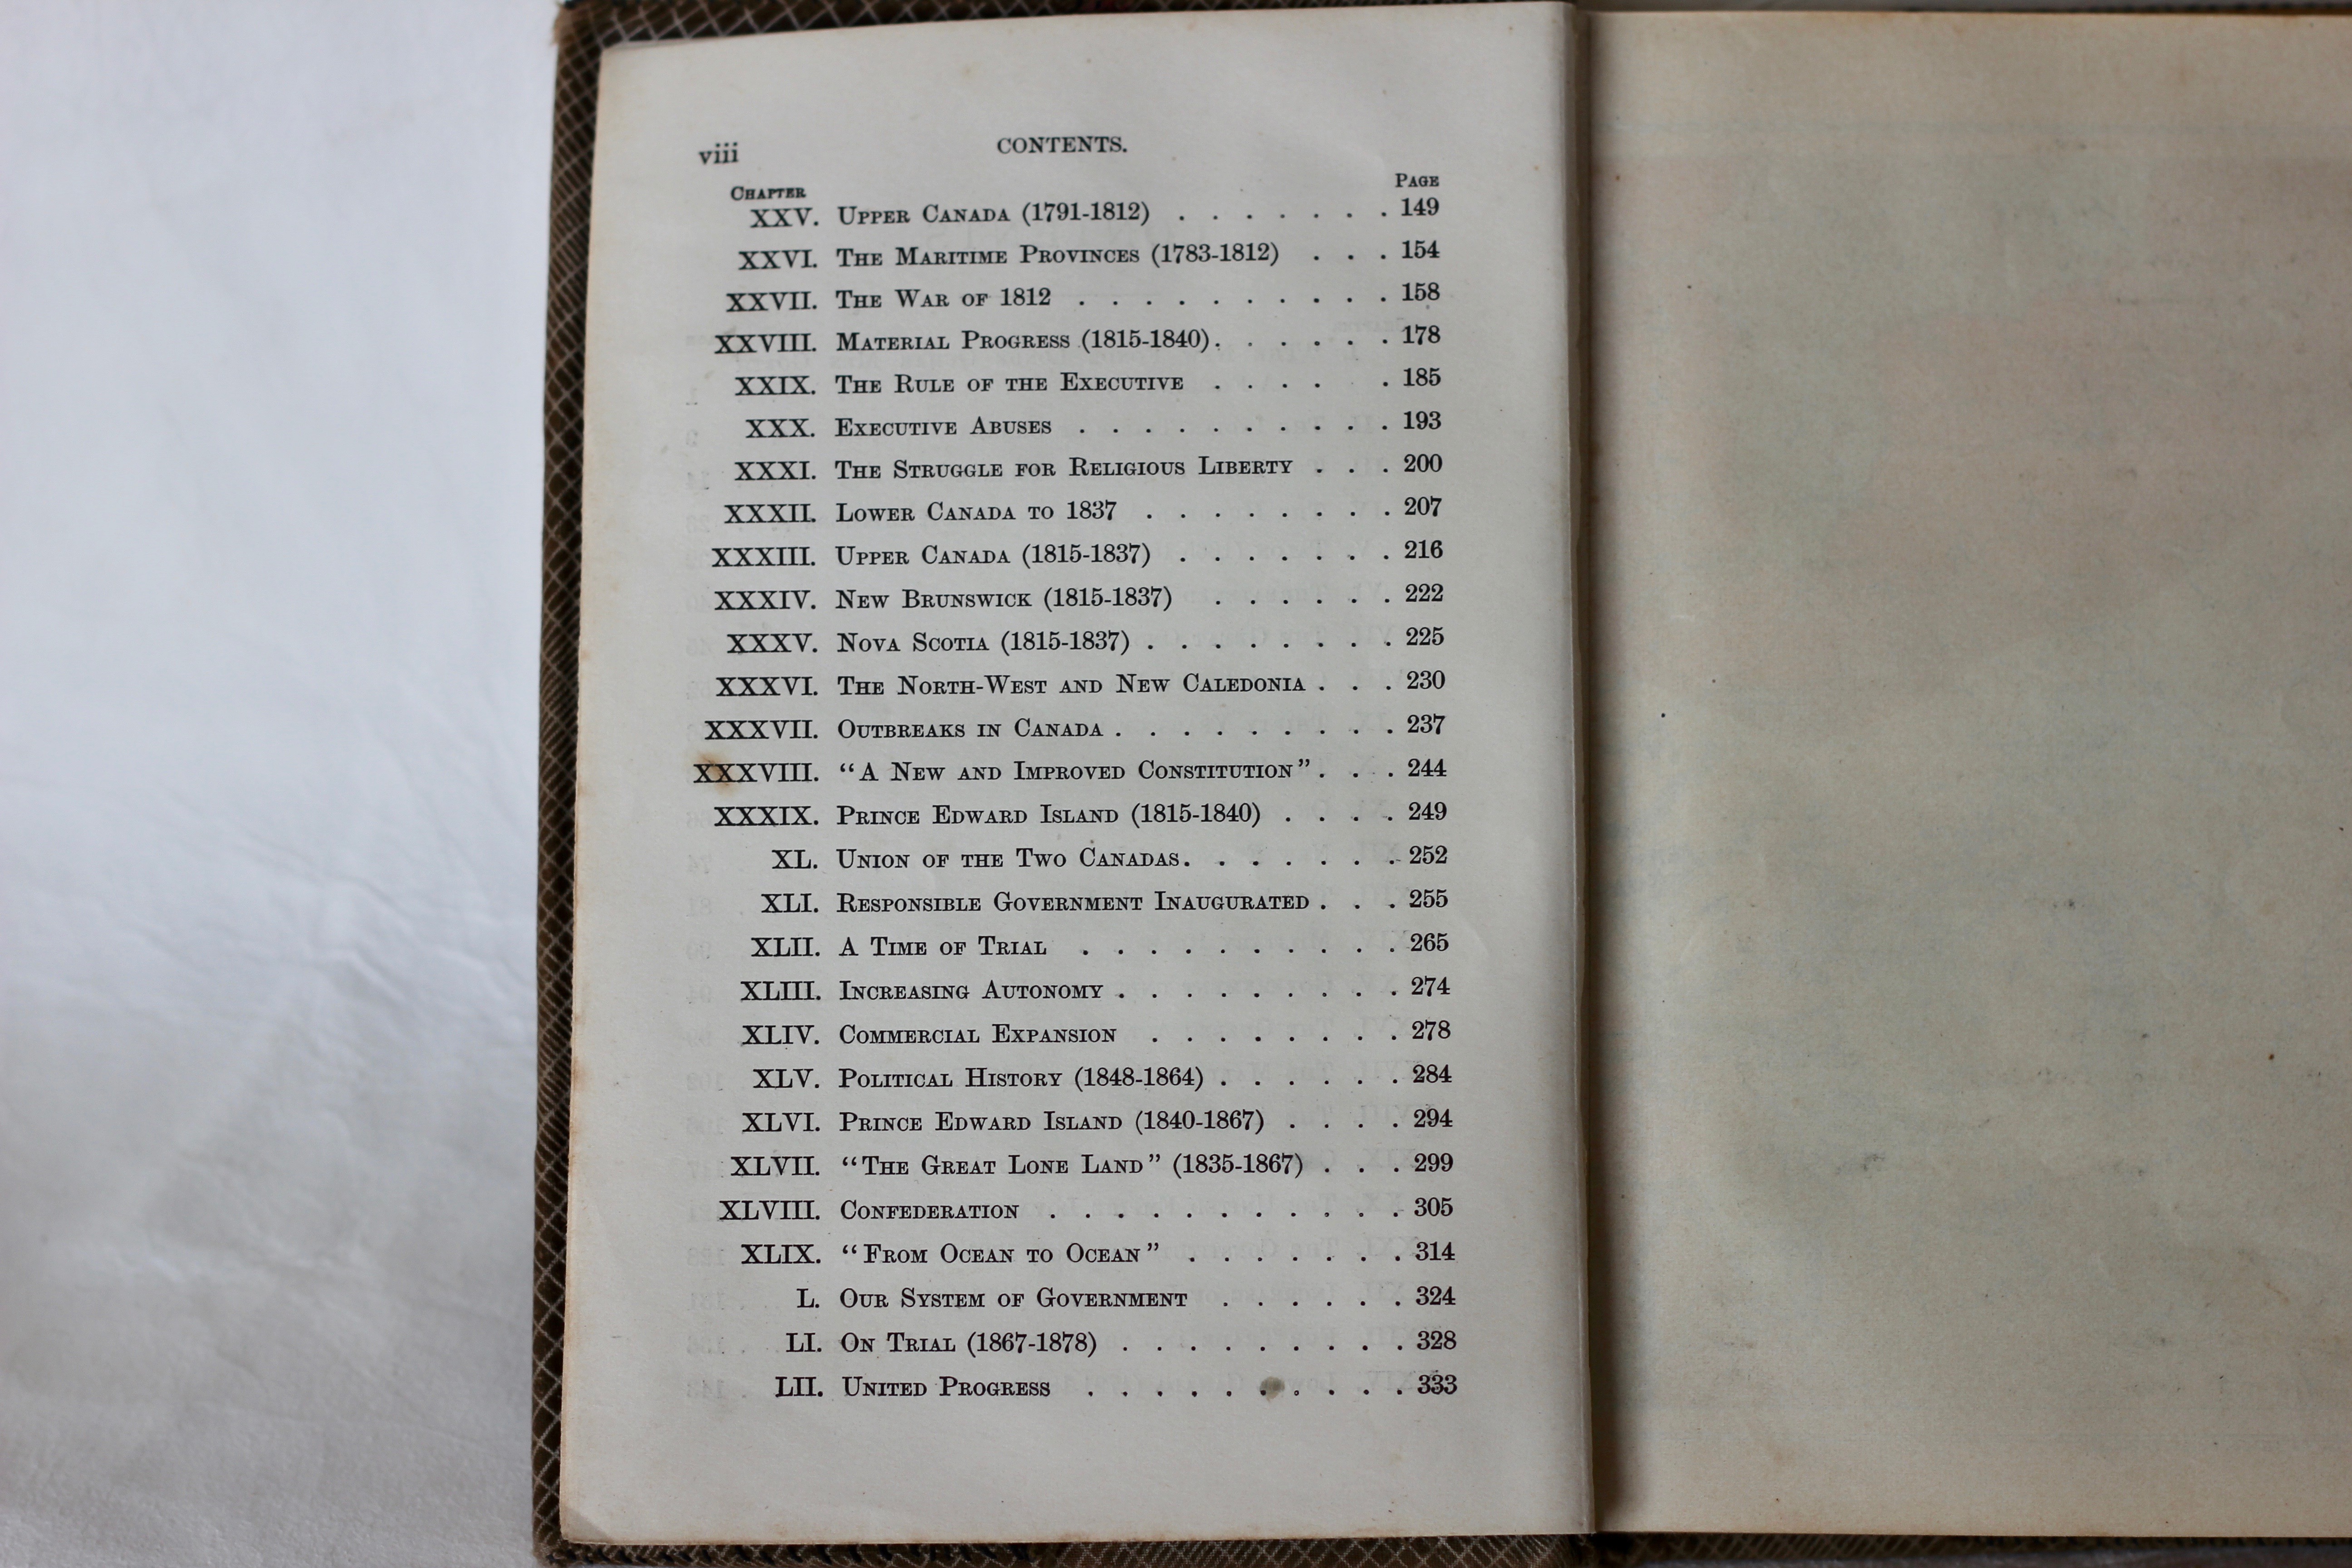 viii CONTENTS.
CHAPTER PAGE
XXV. UPPER CANADA (1791-1812) . . . . . . . 149
XXVI. THE MARITIME PROVINCES (1783-1812) . . . 154
XXVII. THE WAR OF 1812 . . . . . . . . . . 158
XXVIII. MATERIAL PROGRESS (1815-1840) . . . . . . 178
XXIX. THE RULE OF THE EXECUTIVE . . . . . 185
XXX. EXECUTIVE ABUSES . . . . . . . . . . 193
XXXI. THE STRUGGLE FOR RELIGIOUS LIBERTY . . . 200
XXXII. LOWER CANADA TO 1837 . . . . . . . . 207
XXXIII. UPPER CANADA (1815-1837) . . . . . . . 216
XXXIV. NEW BRUNSWICK (1815-1837) . . . . . . 222
XXXV. NOVA SCOTIA (1815-1837) . . . . . . . . 225
XXXVI. THE NORTH-WEST AND NEW CALEDONIA . . . 230
XXXVII. OUTBREAKS IN CANADA . . . . . . . . . 237
XXXVIII. “A NEW AND IMPROVED CONSTITUTION” . . . 244
XXXIX. PRINCE EDWARD ISLAND (1815-1840) . . . . 249
XL. UNION OF THE TWO CANADAS . . . . . . . 252
XLI. RESPONSIBLE GOVERNMENT INAUGURATED . . . 255
XLII. A TIME OF TRIAL . . . . . . . . . . 265
XLIII. INCREASING AUTONOMY . . . . . . . . . 274
XLIV. COMMERCIAL EXPANSION . . . . . . . . 278
XLV. POLITICAL HISTORY (1848-1864) . . . . . . 284
XLVI. PRINCE EDWARD ISLAND (1840-1867) . . . . 294
XLVII. “THE GREAT LONE LAND” (1835-1867) . . . 299
XLVIII. CONFEDERATION . . . . . . . . . . . 305
XLIX. “FROM OCEAN TO OCEAN” . . . . . . . 314
L. OUR SYSTEM OF GOVERNMENT . . . . . . 324
LI. ON TRIAL (1867-1878) . . . . . . . . . 328
LII. UNITED PROGRESS . . . . . . . . . . 333